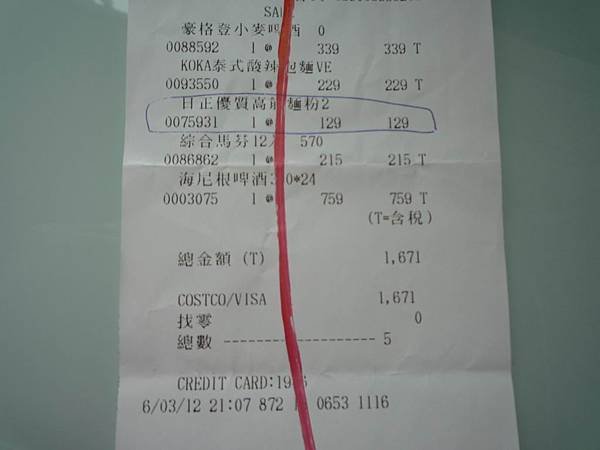 SA
豪格登小麥啤酒 0
0088592 1 @ 339 339 T
KOKA泰式酸辣泡麵VE
0093550 1 @ 229 229 T
日正優質高筋麵粉2
0075931 1 @ 129 129
綜合馬芬12入 570
0086862 1 @ 215 215 T
海尼根啤酒 0*24
0003075 1 @ 759 759 T
(T=含稅)
總金額 (T) 1,671
COSTCO/VISA 1,671
找零 0
總數 -------------------- 5
CREDIT CARD:19 6
6/03/12 21:07 872 1 0653 1116